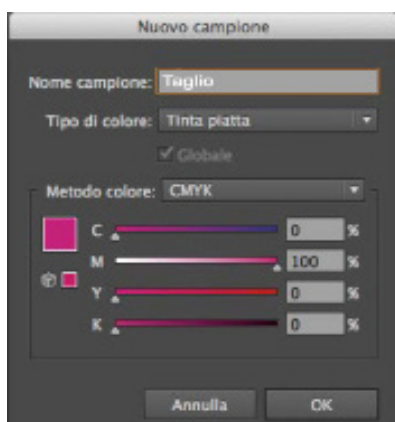 Nuovo campione
Nome campione: Taglio
Tipo di colore: Tinta piatta
Globale
Metodo colore: CMYK
C 0 %
M 100 %
Y 0 %
K 0 %
Annulla OK